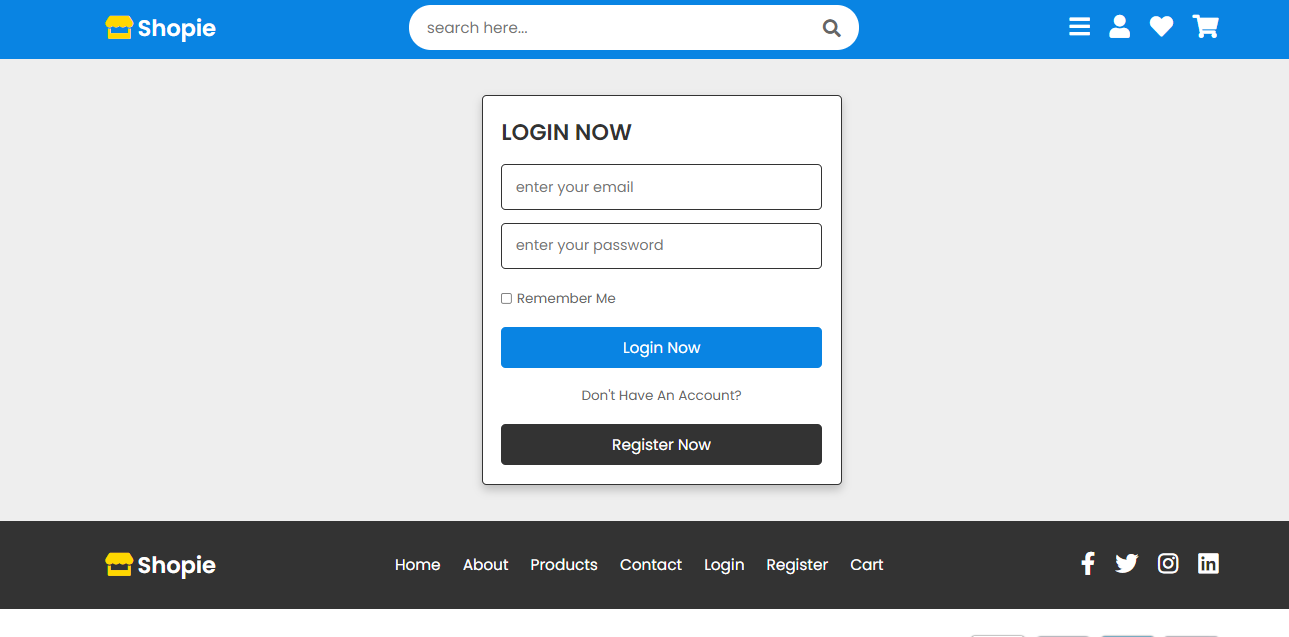 Shopie
search here...
LOGIN NOW
enter your email
enter your password
Remember Me
Login Now
Don't Have An Account?
Register Now
Shopie
Home About Products Contact Login Register Cart